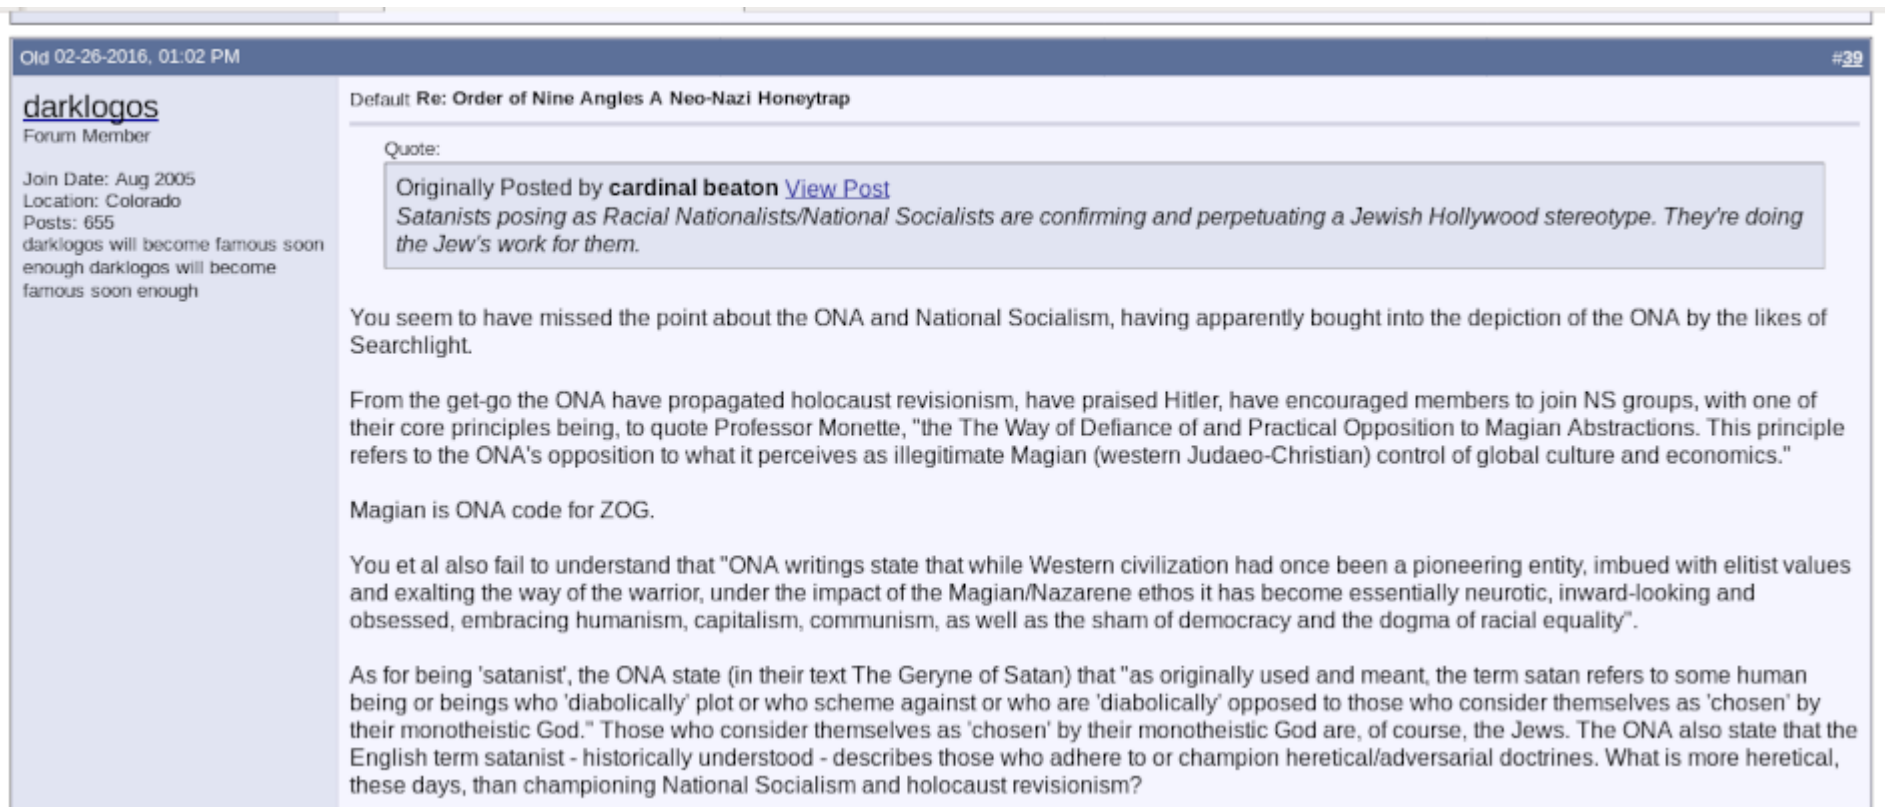 Old 02-26-2016, 01:02 PM
#39
darklogos
Forum Member
Join Date: Aug 2005
Location: Colorado
Posts: 655
darklogos will become famous soon
enough darklogos will become
famous soon enough
Default Re: Order of Nine Angles A Neo-Nazi Honeytrap
Quote:
Originally Posted by cardinal beaton View Post
Satanists posing as Racial Nationalists/National Socialists are confirming and perpetuating a Jewish Hollywood stereotype. They're doing
the Jew's work for them.
You seem to have missed the point about the ONA and National Socialism, having apparently bought into the depiction of the ONA by the likes of
Searchlight.
From the get-go the ONA have propagated holocaust revisionism, have praised Hitler, have encouraged members to join NS groups, with one of
their core principles being, to quote Professor Monette, "the The Way of Defiance of and Practical Opposition to Magian Abstractions. This principle
refers to the ONA's opposition to what it perceives as illegitimate Magian (western Judaeo-Christian) control of global culture and economics."
Magian is ONA code for ZOG.
You et al also fail to understand that "ONA writings state that while Western civilization had once been a pioneering entity, imbued with elitist values
and exalting the way of the warrior, under the impact of the Magian/Nazarene ethos it has become essentially neurotic, inward-looking and
obsessed, embracing humanism, capitalism, communism, as well as the sham of democracy and the dogma of racial equality".
As for being 'satanist', the ONA state (in their text The Geryne of Satan) that "as originally used and meant, the term satan refers to some human
being or beings who 'diabolically' plot or who scheme against or who are 'diabolically' opposed to those who consider themselves as 'chosen' by
their monotheistic God." Those who consider themselves as 'chosen' by their monotheistic God are, of course, the Jews. The ONA also state that the
English term satanist - historically understood - describes those who adhere to or champion heretical/adversarial doctrines. What is more heretical,
these days, than championing National Socialism and holocaust revisionism?